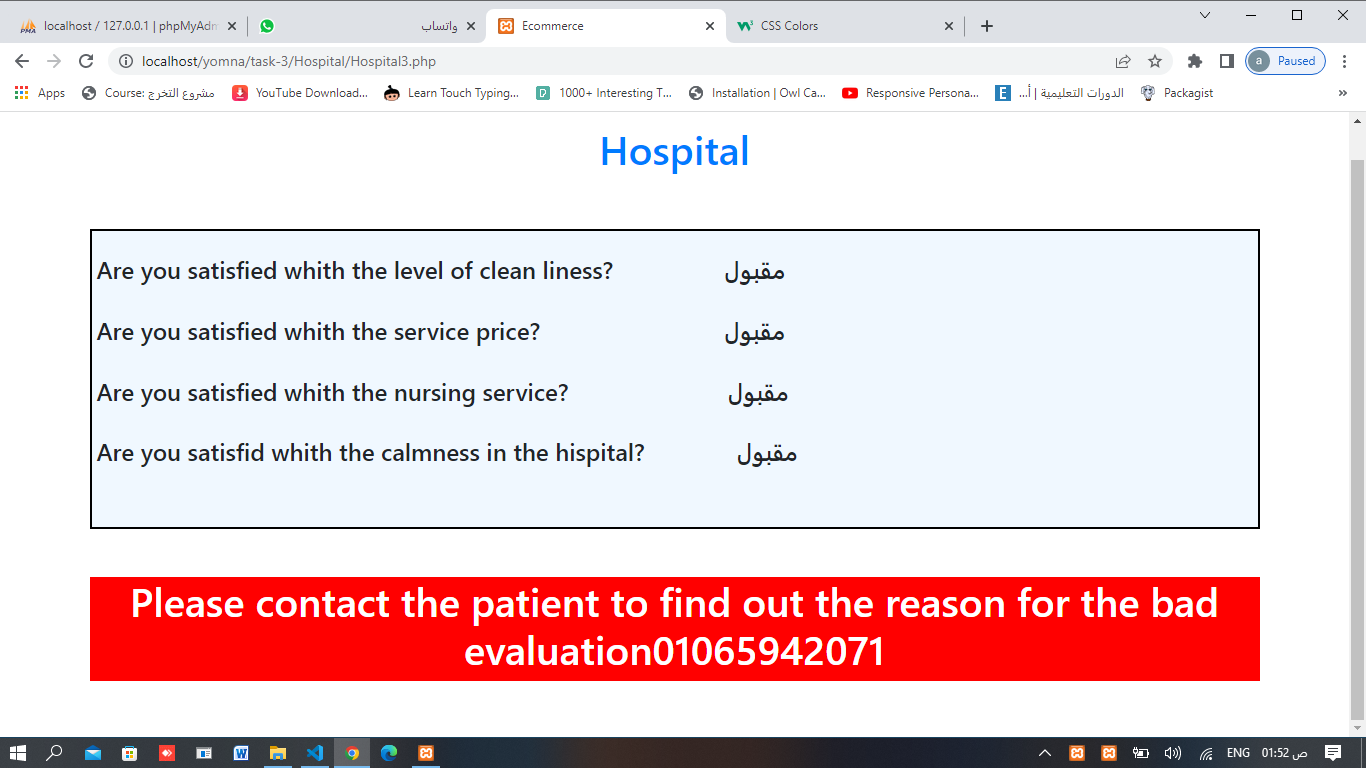 localhost / 127.0.0.1 | phpMyAdm
واتساب
Ecommerce
CSS Colors
localhost/yomna/task-3/Hospital/Hospital3.php
a Paused
Apps
Course: مشروع التخرج
YouTube Download...
Learn Touch Typing...
1000+ Interesting T...
Installation | Owl Ca...
Responsive Persona...
الدورات التعليمية | أ...
Packagist
»
Hospital
Are you satisfied whith the level of clean liness? مقبول
Are you satisfied whith the service price? مقبول
Are you satisfied whith the nursing service? مقبول
Are you satisfid whith the calmness in the hispital? مقبول
Please contact the patient to find out the reason for the bad
evaluation01065942071
ENG 01:52 ص